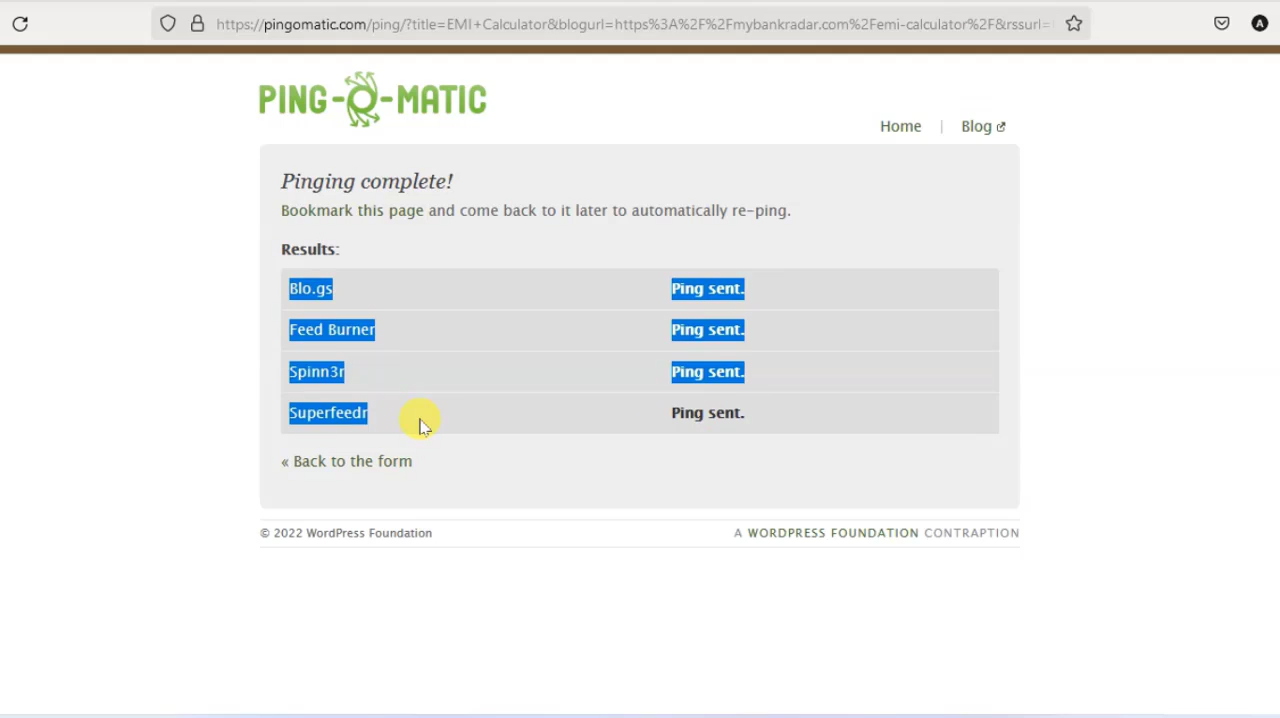 https://pingomatic.com/ping/?title=EMI+Calculator&blogurl=https%3A%2F%2Fmybankradar.com%2Femi-calculator%2F&rssurl=
A
PING-O-MATIC
Home | Blog
Pinging complete!
Bookmark this page and come back to it later to automatically re-ping.
Results:
Blo.gs Ping sent.
Feed Burner Ping sent.
Spinn3r Ping sent.
Superfeedr Ping sent.
« Back to the form
© 2022 WordPress Foundation A WORDPRESS FOUNDATION CONTRAPTION